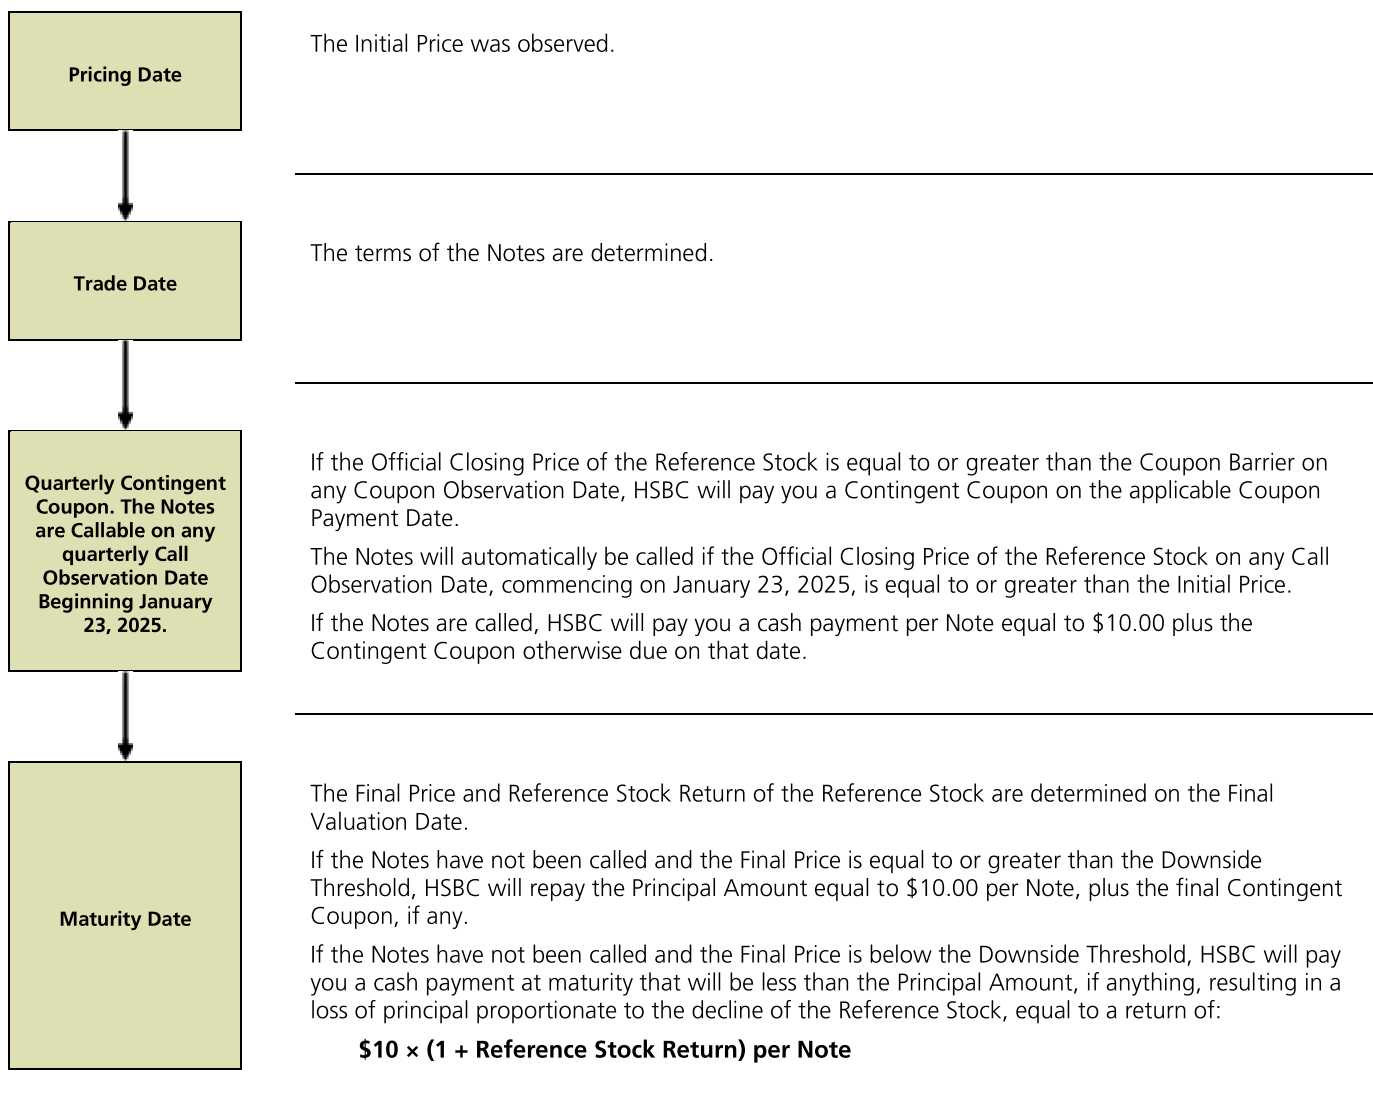 Pricing Date
The Initial Price was observed.
Trade Date
The terms of the Notes are determined.
Quarterly Contingent
Coupon. The Notes
are Callable on any
quarterly Call
Observation Date
Beginning January
23, 2025.
If the Official Closing Price of the Reference Stock is equal to or greater than the Coupon Barrier on
any Coupon Observation Date, HSBC will pay you a Contingent Coupon on the applicable Coupon
Payment Date.
The Notes will automatically be called if the Official Closing Price of the Reference Stock on any Call
Observation Date, commencing on January 23, 2025, is equal to or greater than the Initial Price.
If the Notes are called, HSBC will pay you a cash payment per Note equal to $10.00 plus the
Contingent Coupon otherwise due on that date.
Maturity Date
The Final Price and Reference Stock Return of the Reference Stock are determined on the Final
Valuation Date.
If the Notes have not been called and the Final Price is equal to or greater than the Downside
Threshold, HSBC will repay the Principal Amount equal to $10.00 per Note, plus the final Contingent
Coupon, if any.
If the Notes have not been called and the Final Price is below the Downside Threshold, HSBC will pay
you a cash payment at maturity that will be less than the Principal Amount, if anything, resulting in a
loss of principal proportionate to the decline of the Reference Stock, equal to a return of:
$10 × (1 + Reference Stock Return) per Note